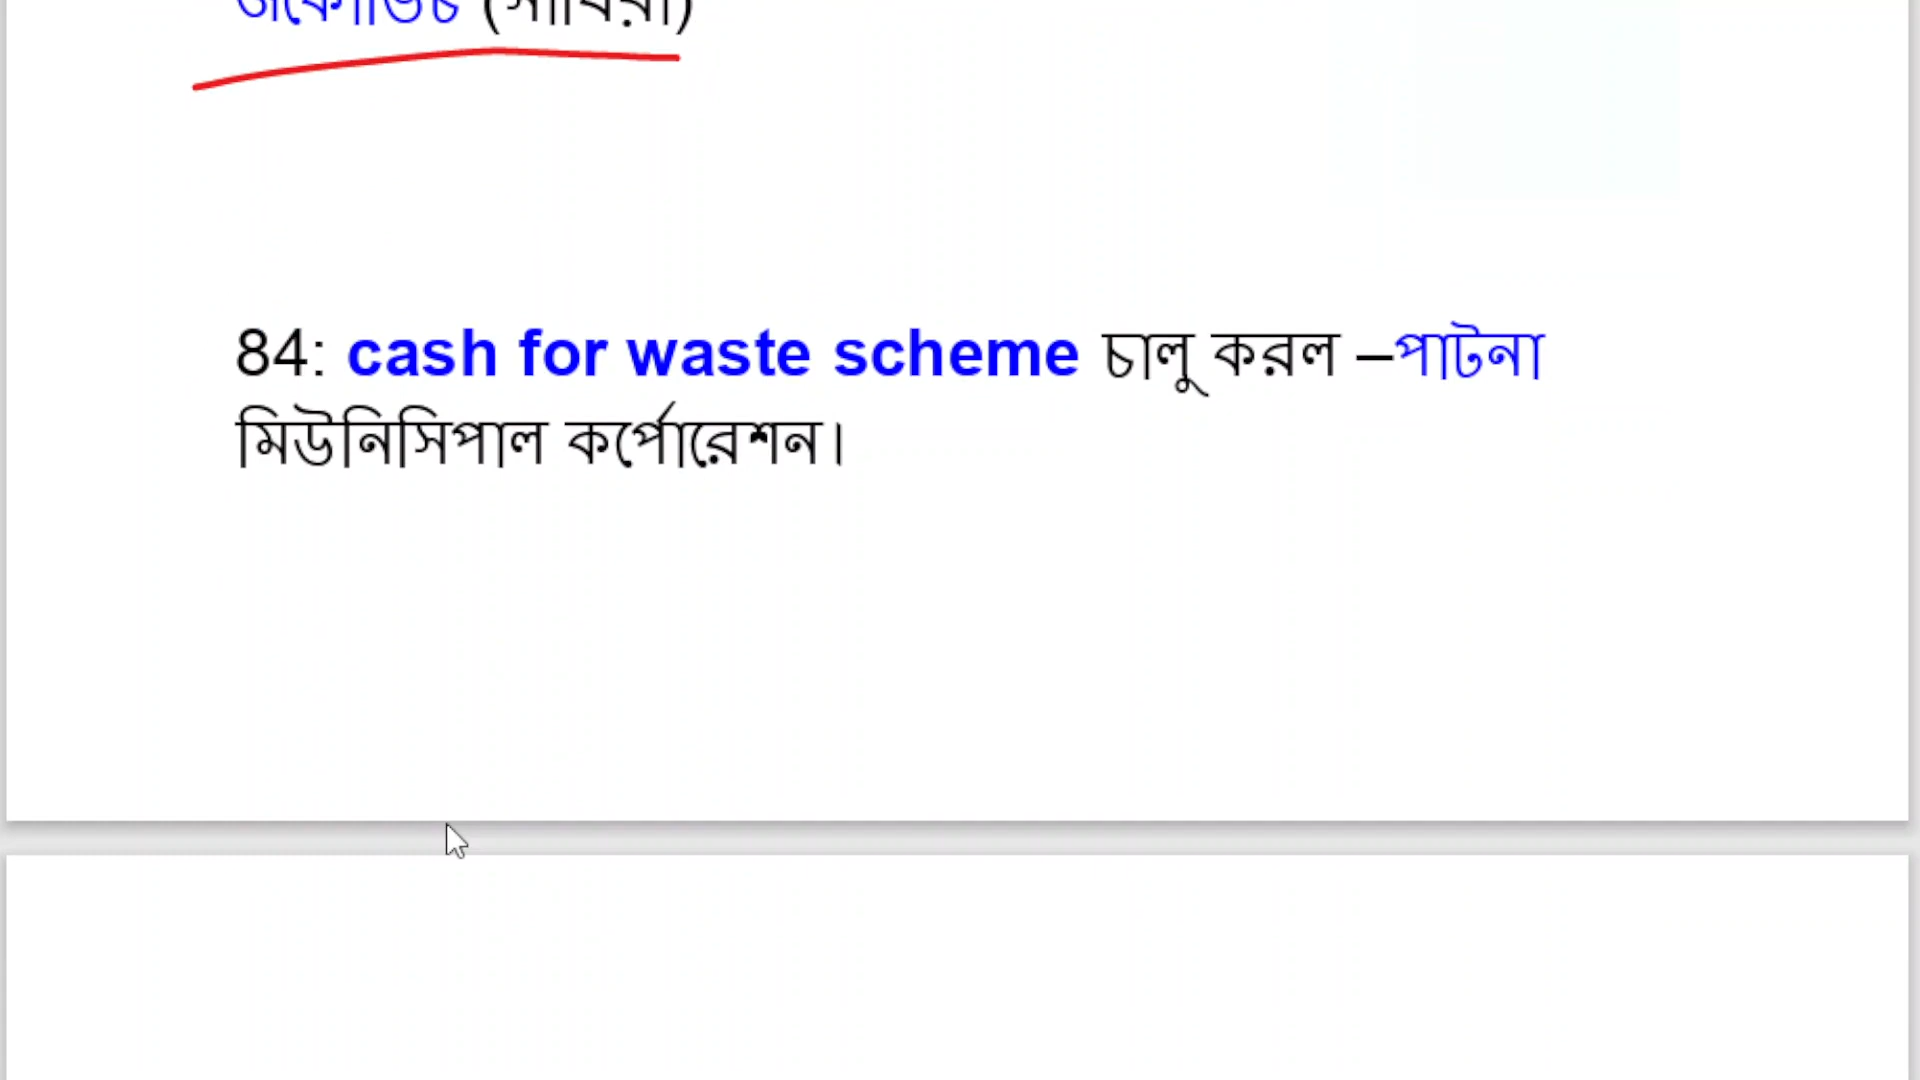 84: cash for waste scheme চালু করল –পাটনা
মিউনিসিপাল কর্পোরেশন।